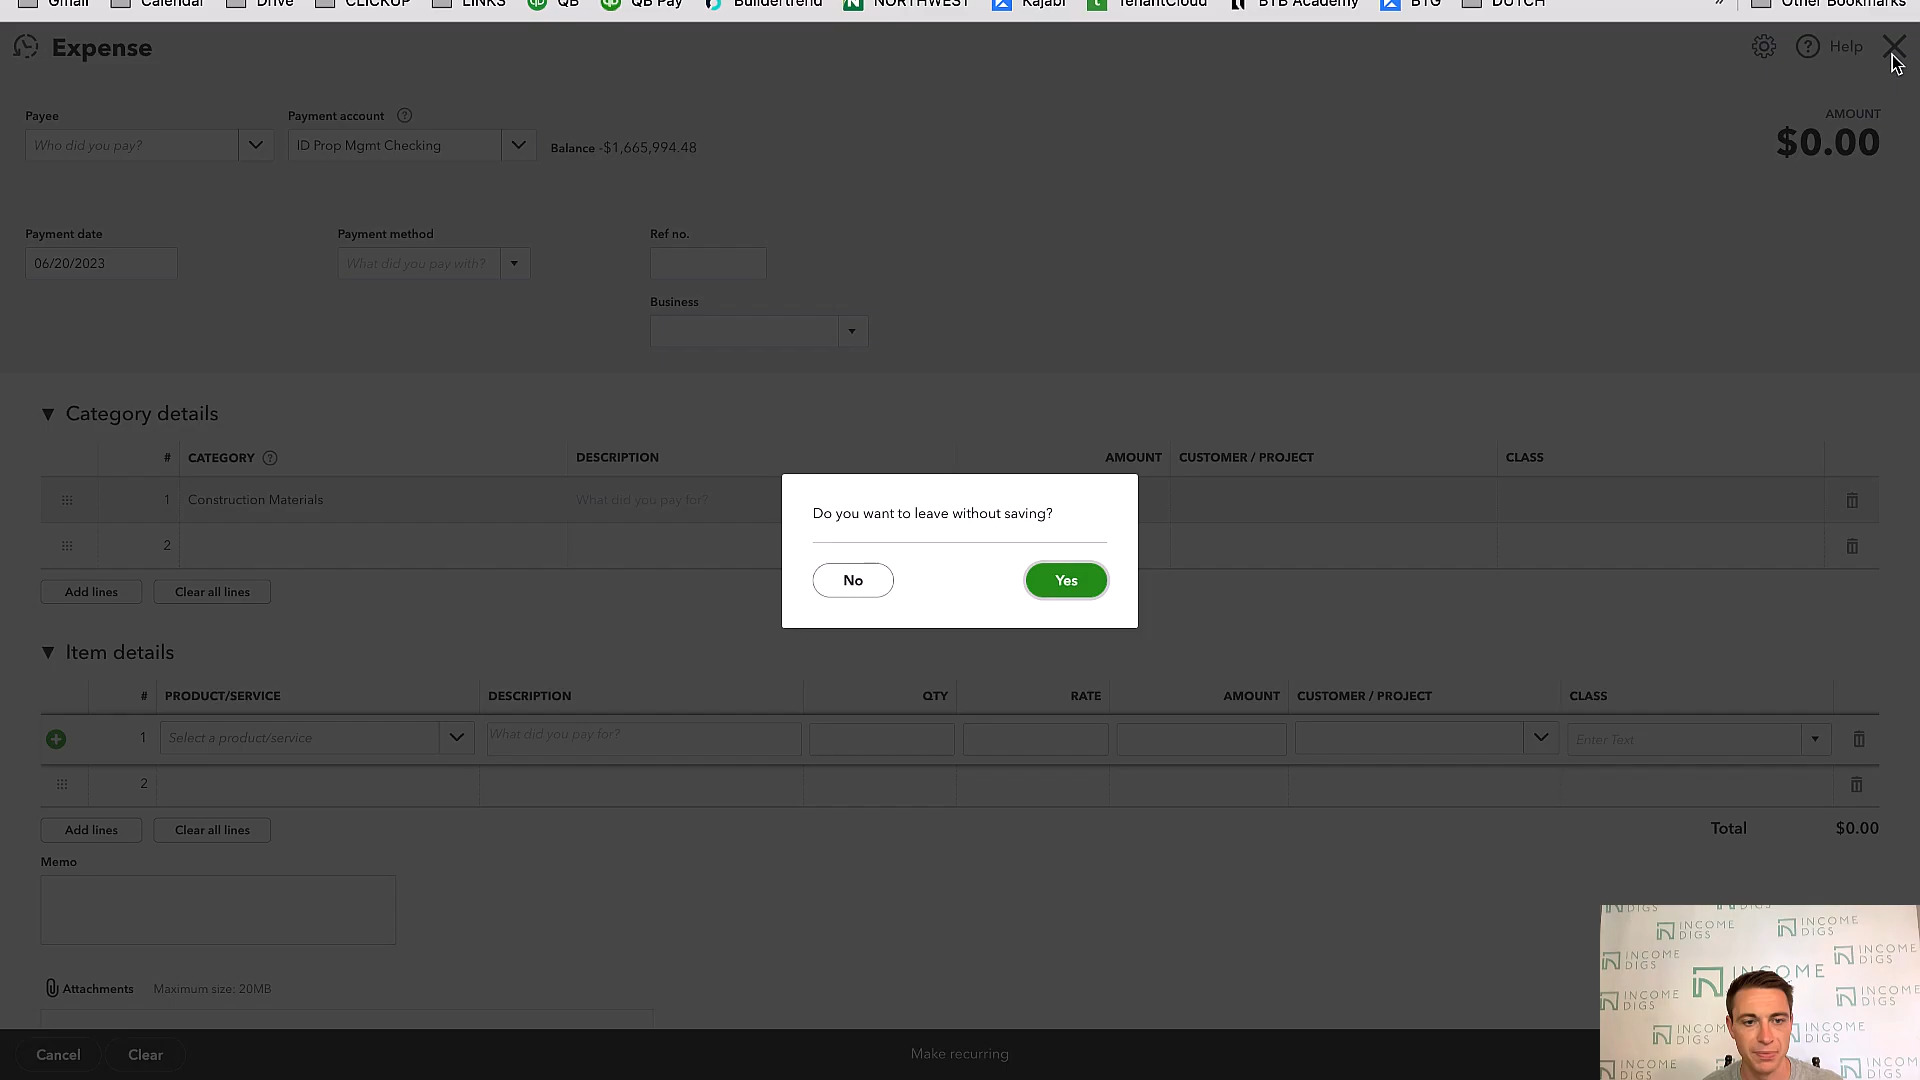 Gmail Calendar Drive CLICKUP LINKS QB QB Pay Buildertrend NORTHWEST Kajabi TenantCloud BTB Academy BTG DUTCH » Other Bookmarks
Expense
Help
Payee
Payment account
AMOUNT
Who did you pay?
ID Prop Mgmt Checking
Balance -$1,665,994.48
$0.00
Payment date
Payment method
Ref no.
06/20/2023
What did you pay with?
Business
Category details
# CATEGORY DESCRIPTION AMOUNT CUSTOMER / PROJECT CLASS
1 Construction Materials What did you pay for?
2
Do you want to leave without saving?
No Yes
Add lines Clear all lines
Item details
# PRODUCT/SERVICE DESCRIPTION QTY RATE AMOUNT CUSTOMER / PROJECT CLASS
1 Select a product/service What did you pay for? Enter Text
2
Add lines Clear all lines
Total $0.00
Memo
Attachments Maximum size: 20MB
INCOME DIGS
Cancel Clear
Make recurring